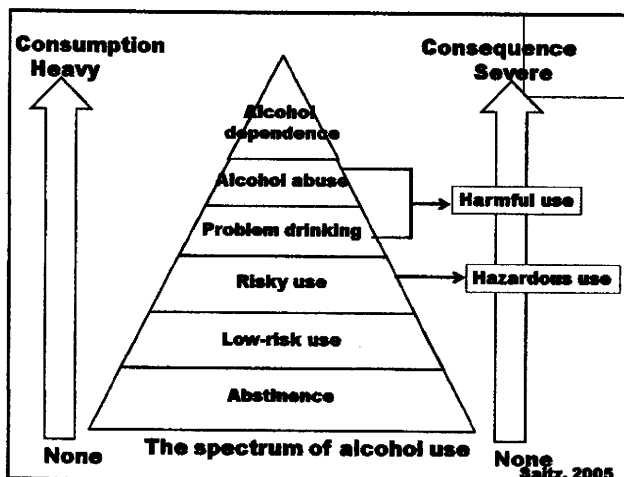 Consumption
Heavy
Consequence
Severe
Alcohol
dependence
Alcohol abuse
Harmful use
Problem drinking
Risky use
Hazardous use
Low-risk use
Abstinence
None
The spectrum of alcohol use
None
Saitz, 2005